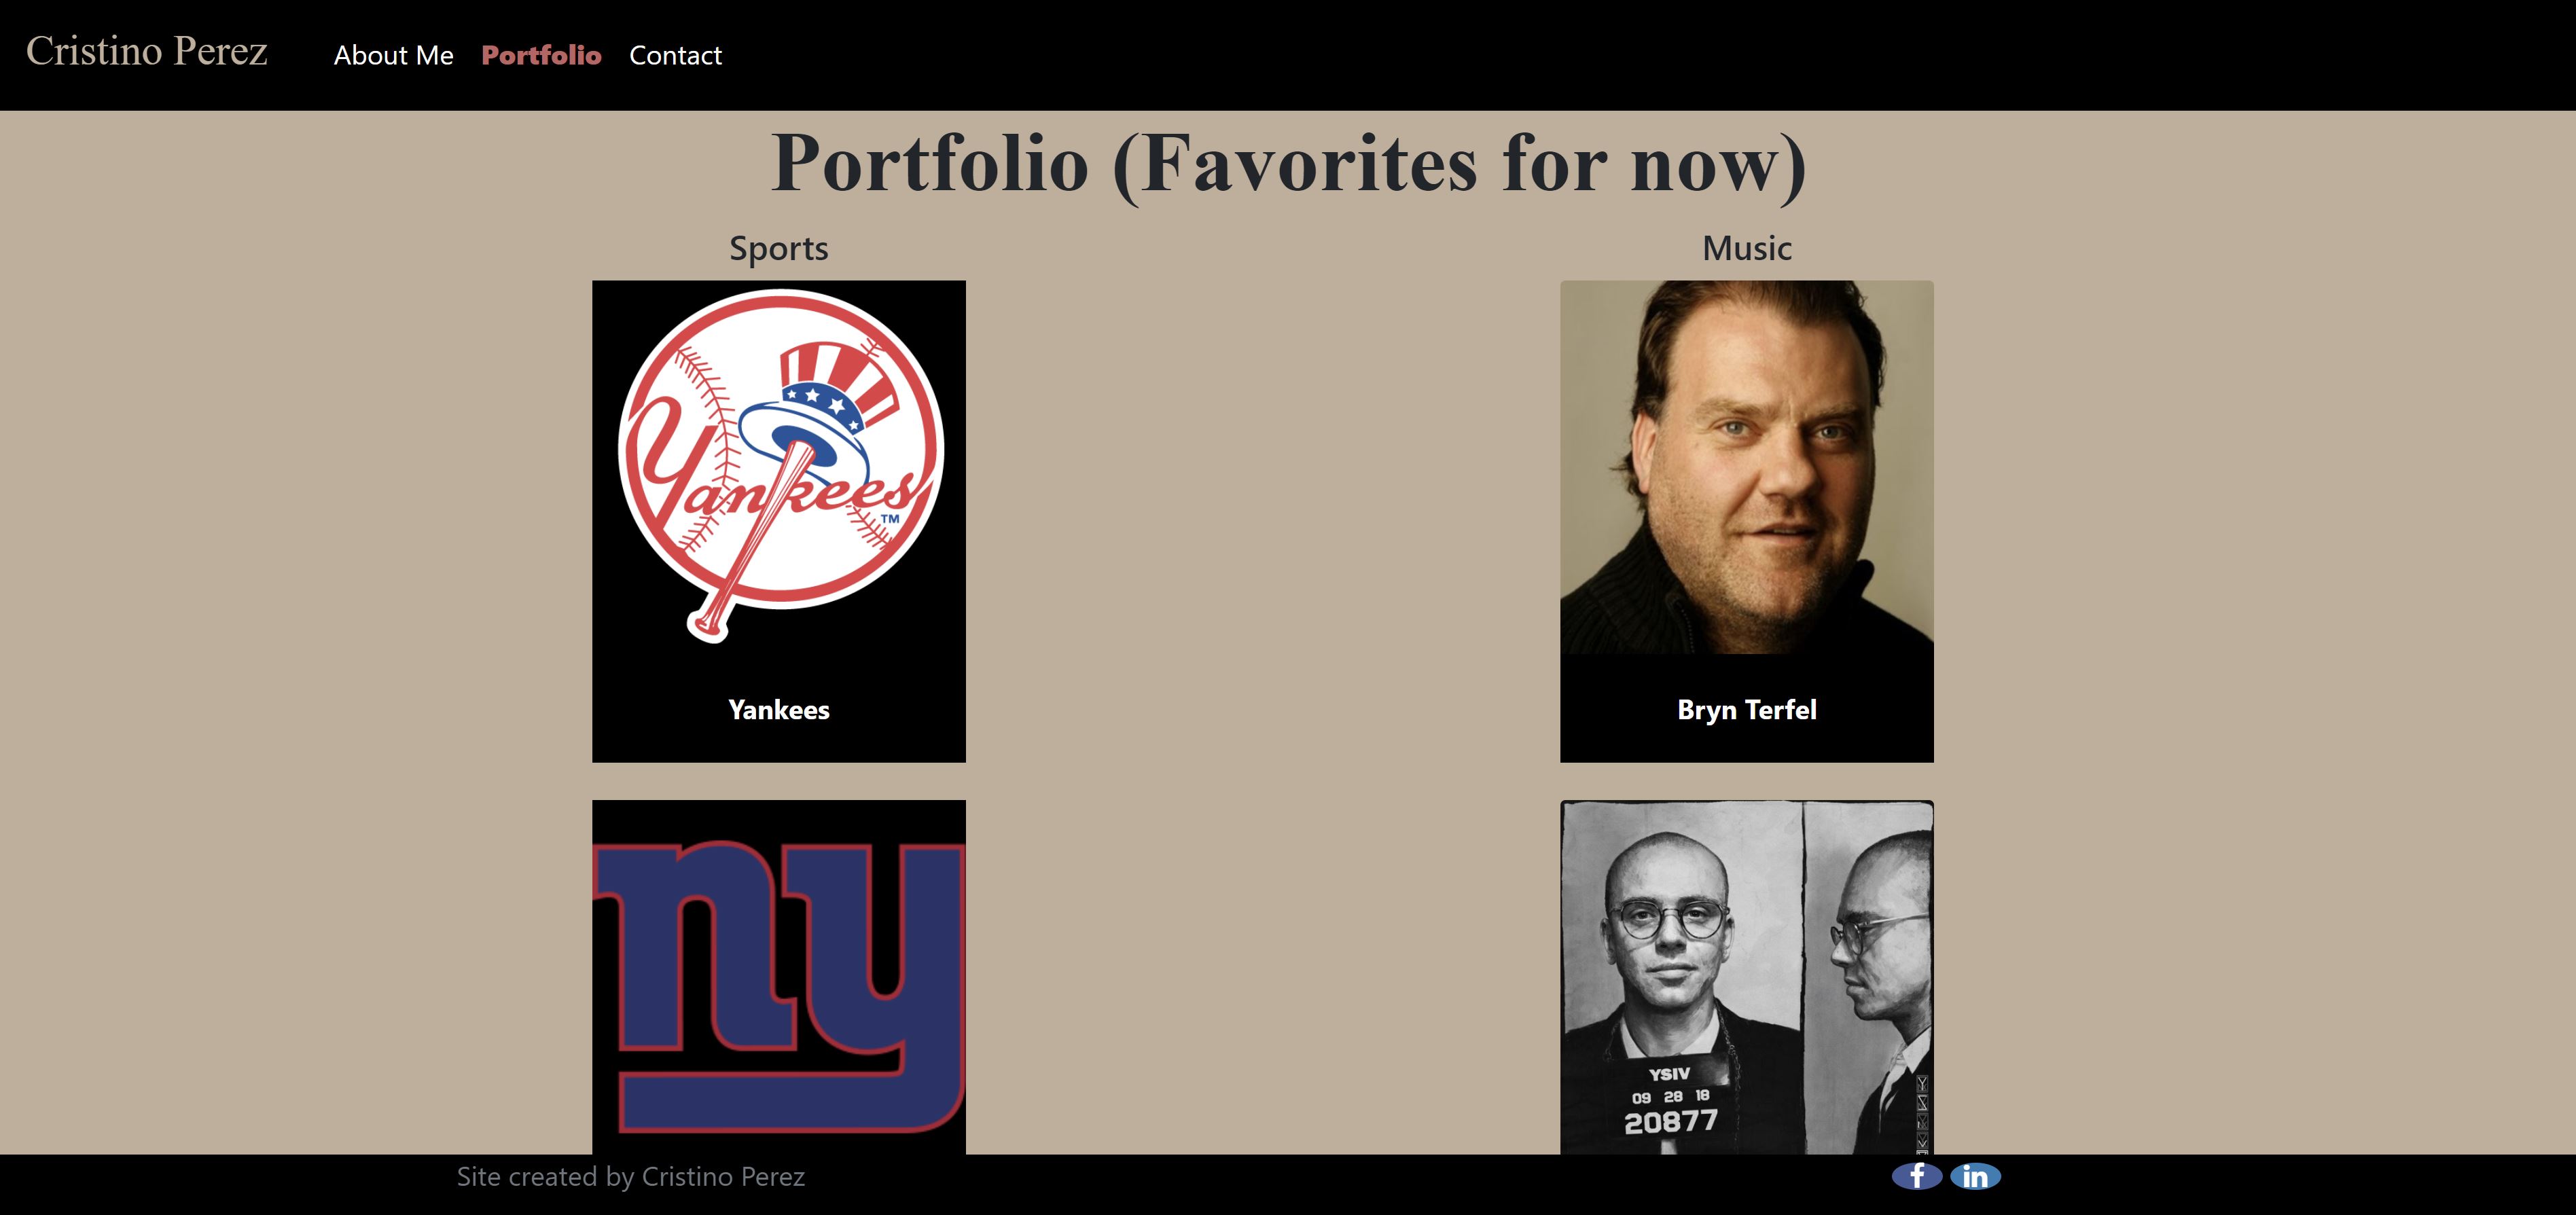 Cristino Perez
About Me
Portfolio
Contact
Portfolio (Favorites for now)
Sports
Music
Yankees
TM
Yankees
Bryn Terfel
ny
YSIV
09 28 18
20877
Site created by Cristino Perez
f
in